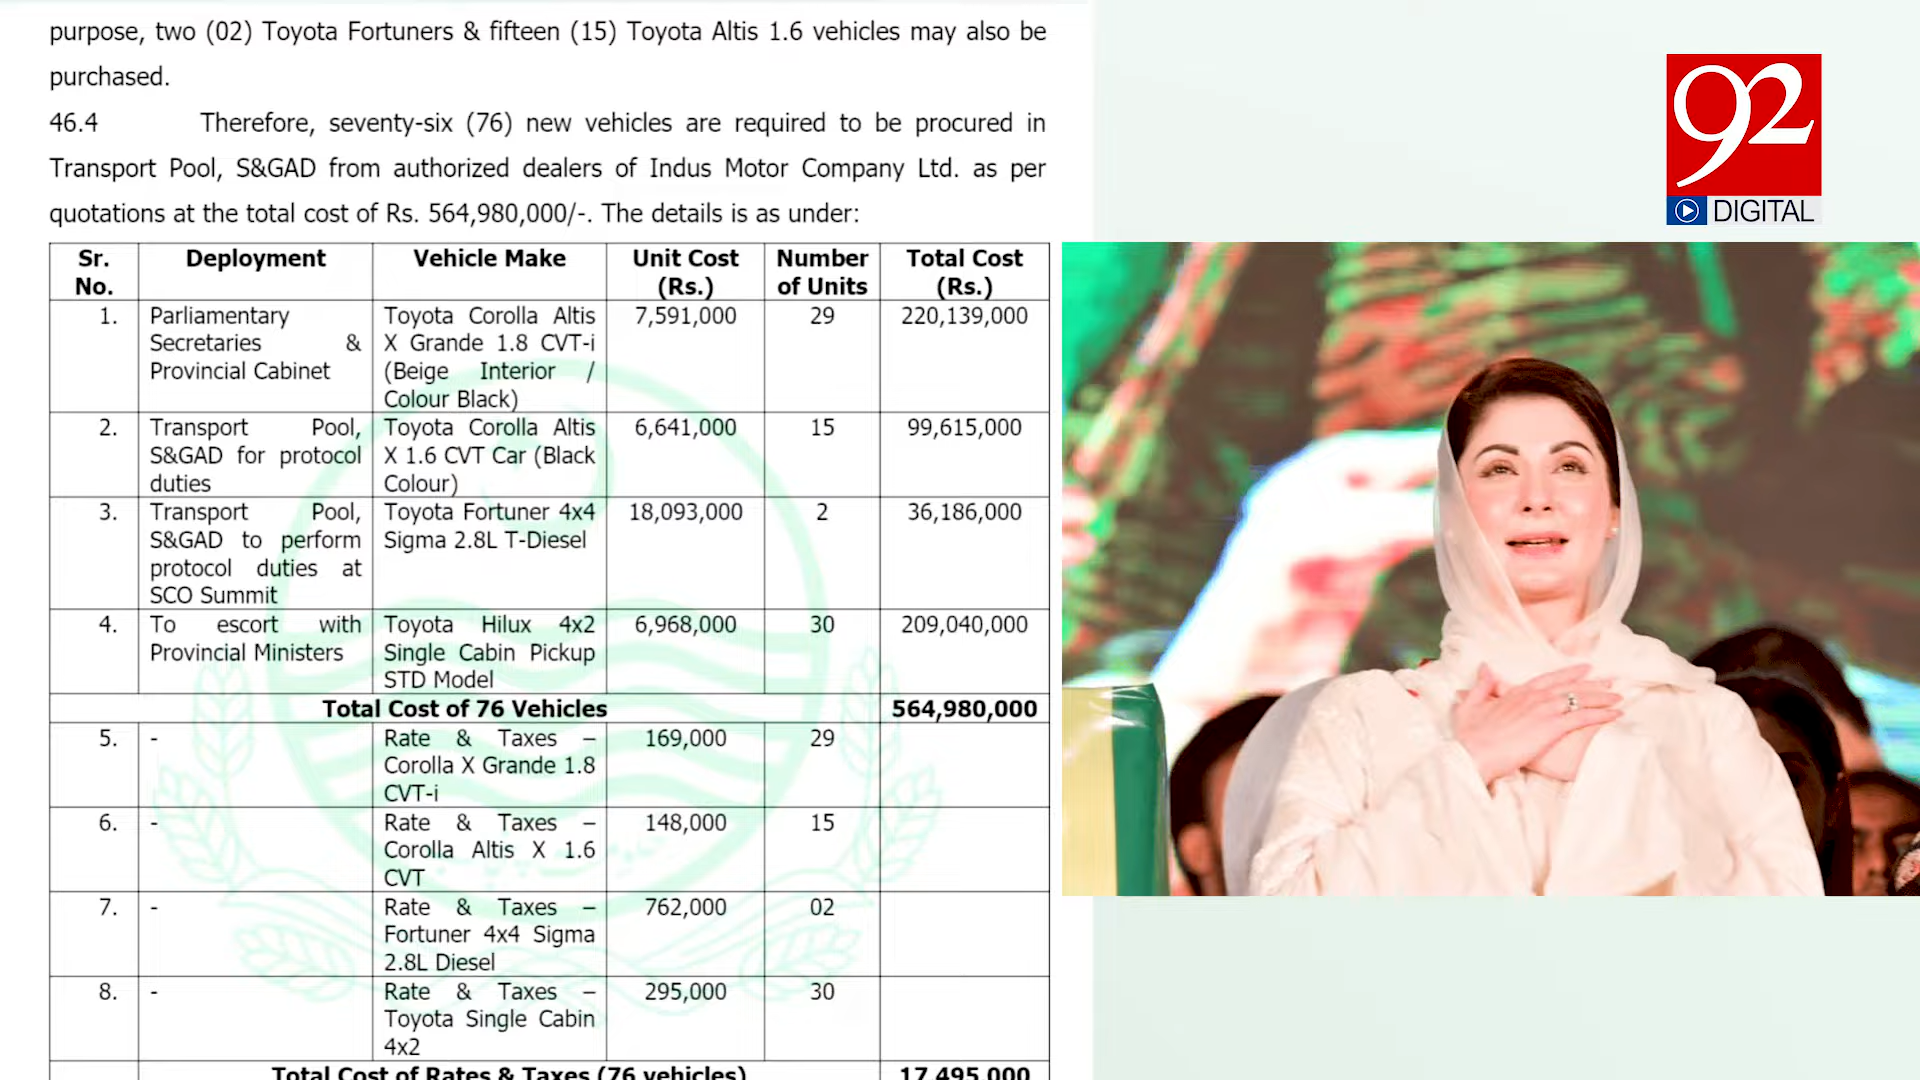 purpose, two (02) Toyota Fortuners & fifteen (15) Toyota Altis 1.6 vehicles may also be
purchased.
46.4 Therefore, seventy-six (76) new vehicles are required to be procured in
Transport Pool, S&GAD from authorized dealers of Indus Motor Company Ltd. as per
quotations at the total cost of Rs. 564,980,000/-. The details is as under:
Sr. No. Deployment Vehicle Make Unit Cost (Rs.) Number of Units Total Cost (Rs.)
1. Parliamentary Secretaries & Provincial Cabinet Toyota Corolla Altis X Grande 1.8 CVT-i (Beige Interior / Colour Black) 7,591,000 29 220,139,000
2. Transport Pool, S&GAD for protocol duties Toyota Corolla Altis X 1.6 CVT Car (Black Colour) 6,641,000 15 99,615,000
3. Transport Pool, S&GAD to perform protocol duties at SCO Summit Toyota Fortuner 4x4 Sigma 2.8L T-Diesel 18,093,000 2 36,186,000
4. To escort with Provincial Ministers Toyota Hilux 4x2 Single Cabin Pickup STD Model 6,968,000 30 209,040,000
Total Cost of 76 Vehicles 564,980,000
5. - Rate & Taxes – Corolla X Grande 1.8 CVT-i 169,000 29
6. - Rate & Taxes – Corolla Altis X 1.6 CVT 148,000 15
7. - Rate & Taxes – Fortuner 4x4 Sigma 2.8L Diesel 762,000 02
8. - Rate & Taxes – Toyota Single Cabin 4x2 295,000 30
Total Cost of Rates & Taxes (76 vehicles) 17,495,000
92
DIGITAL